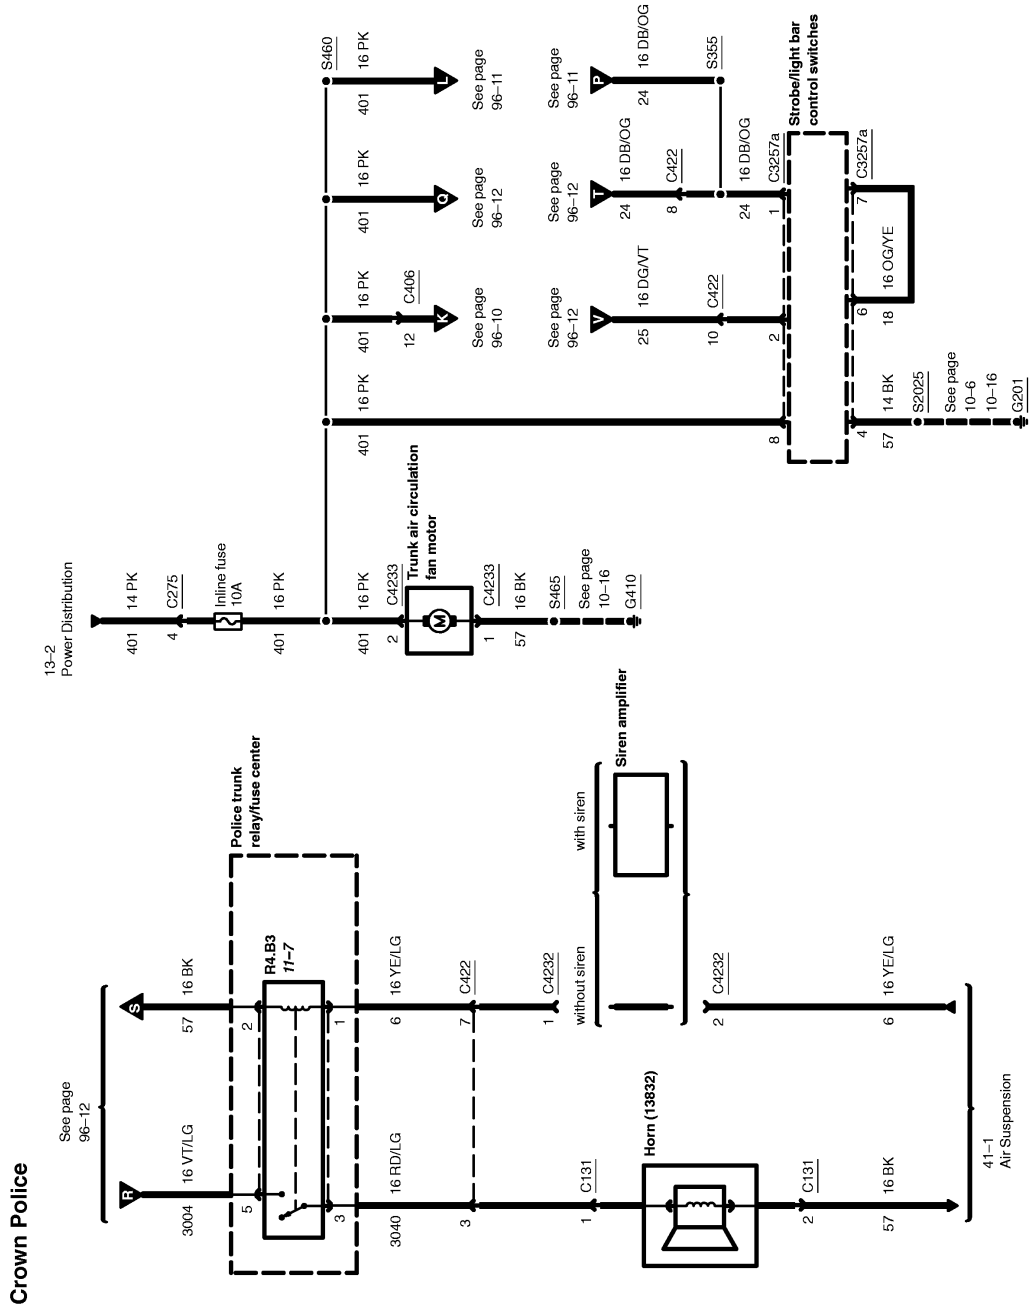 Crown Police
See page
96–12
R
3004
16 VT/LG
S
57
16 BK
Police trunk
relay/fuse center
5
2
R4.B3
11–7
3
1
3040
16 RD/LG
6
16 YE/LG
3
7
C422
1
C131
1
C4232
without siren
with siren
Siren amplifier
Horn (13832)
2
C4232
2
C131
57
16 BK
6
16 YE/LG
41–1
Air Suspension
13–2
Power Distribution
401
14 PK
4
C275
Inline fuse
10A
401
16 PK
S460
401
16 PK
2
C4233
Trunk air circulation
fan motor
M
1
C4233
57
16 BK
S465
See page
10–16
G410
401
16 PK
401
16 PK
12
C406
K
See page
96–10
401
16 PK
Q
See page
96–12
401
16 PK
L
See page
96–11
See page
96–12
V
25
16 DG/VT
10
C422
See page
96–12
T
24
16 DB/OG
8
C422
See page
96–11
P
24
16 DB/OG
S355
24
16 DB/OG
8
2
1
C3257a
Strobe/light bar
control switches
4
6
7
C3257a
57
14 BK
18
16 OG/YE
S2025
See page
10–6
10–16
G201